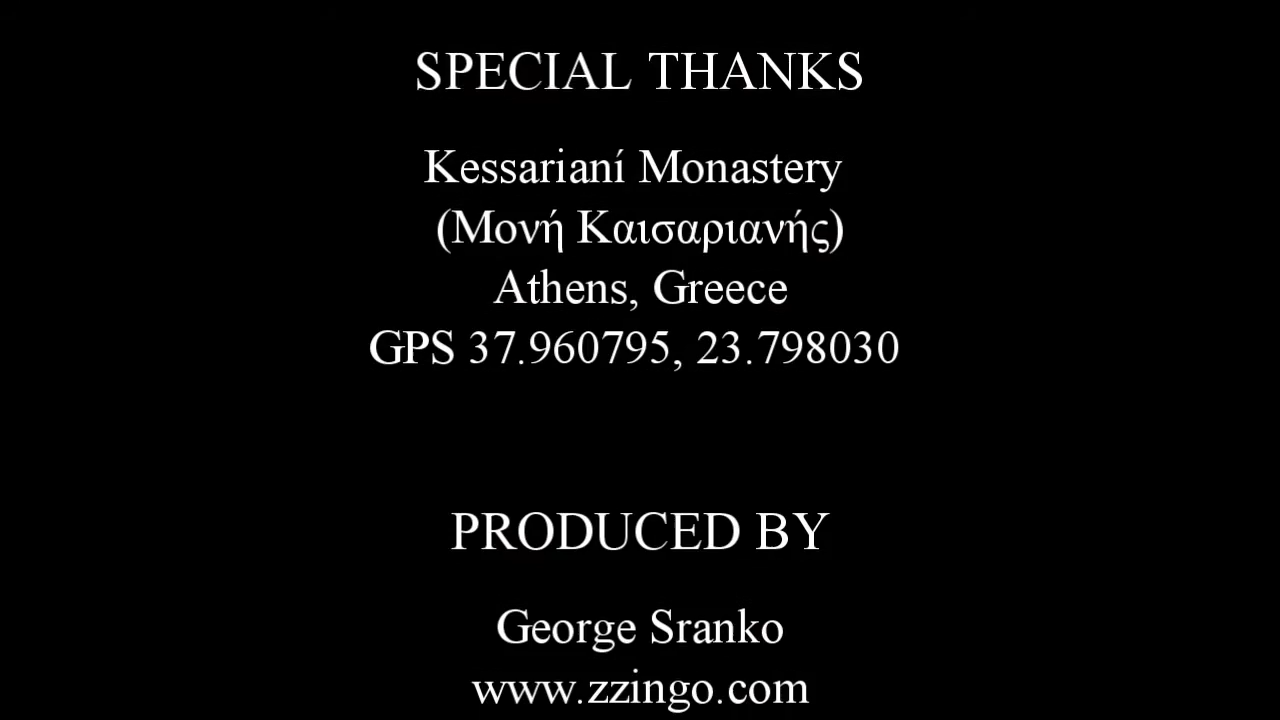 SPECIAL THANKS
Kessarianí Monastery
(Μονή Καισαριανής)
Athens, Greece
GPS 37.960795, 23.798030
PRODUCED BY
George Sranko
www.zzingo.com